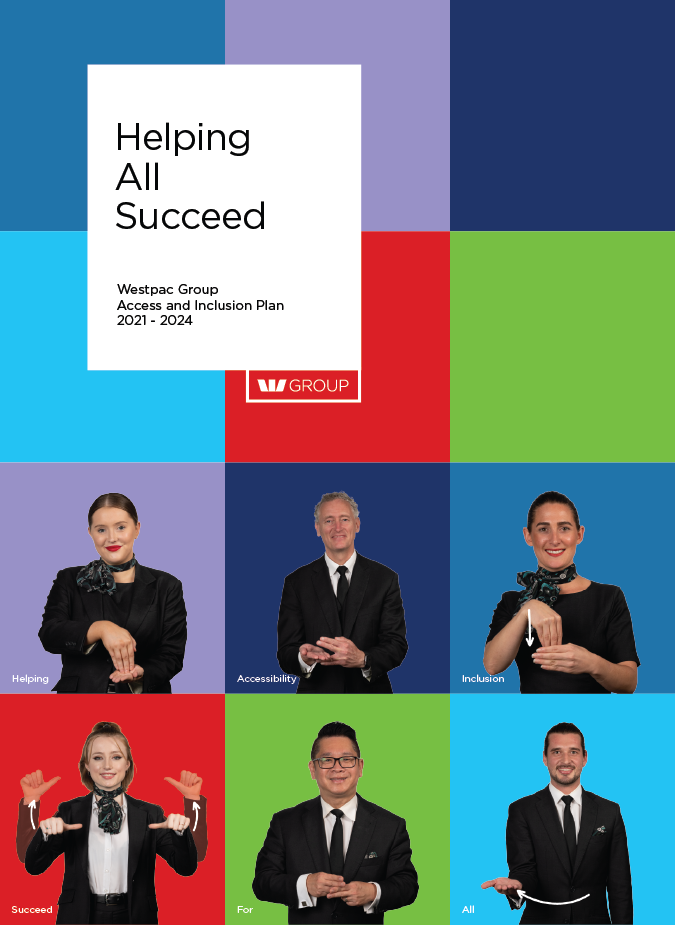 Helping
All
Succeed
Westpac Group
Access and Inclusion Plan
2021 - 2024
GROUP
Helping
Accessibility
Inclusion
Succeed
For
All